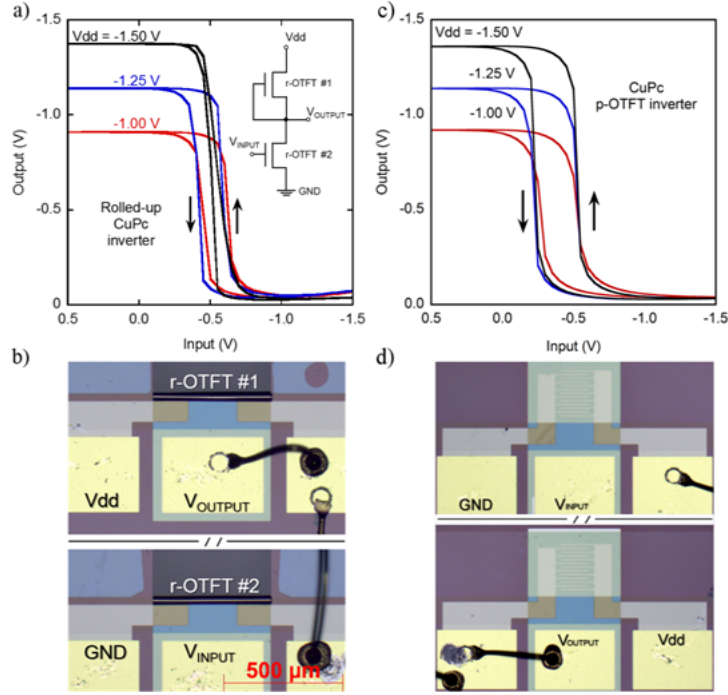 a)
-1.5
-1.0
-0.5
0
Output (V)
Vdd = -1.50 V
-1.25 V
-1.00 V
Rolled-up
CuPc
inverter
Vdd
r-OTFT #1
VOUTPUT
VINPUT
r-OTFT #2
GND
0.5
0.0
-0.5
-1.0
-1.5
Input (V)
c)
-1.5
-1.0
-0.5
0.0
Output (V)
Vdd = -1.50 V
-1.25 V
-1.00 V
CuPc
p-OTFT inverter
0.5
0.0
-0.5
-1.0
-1.5
Input (V)
b)
r-OTFT #1
Vdd
VOUTPUT
r-OTFT #2
GND
VINPUT
500 µm
d)
GND
VINPUT
VOUTPUT
Vdd